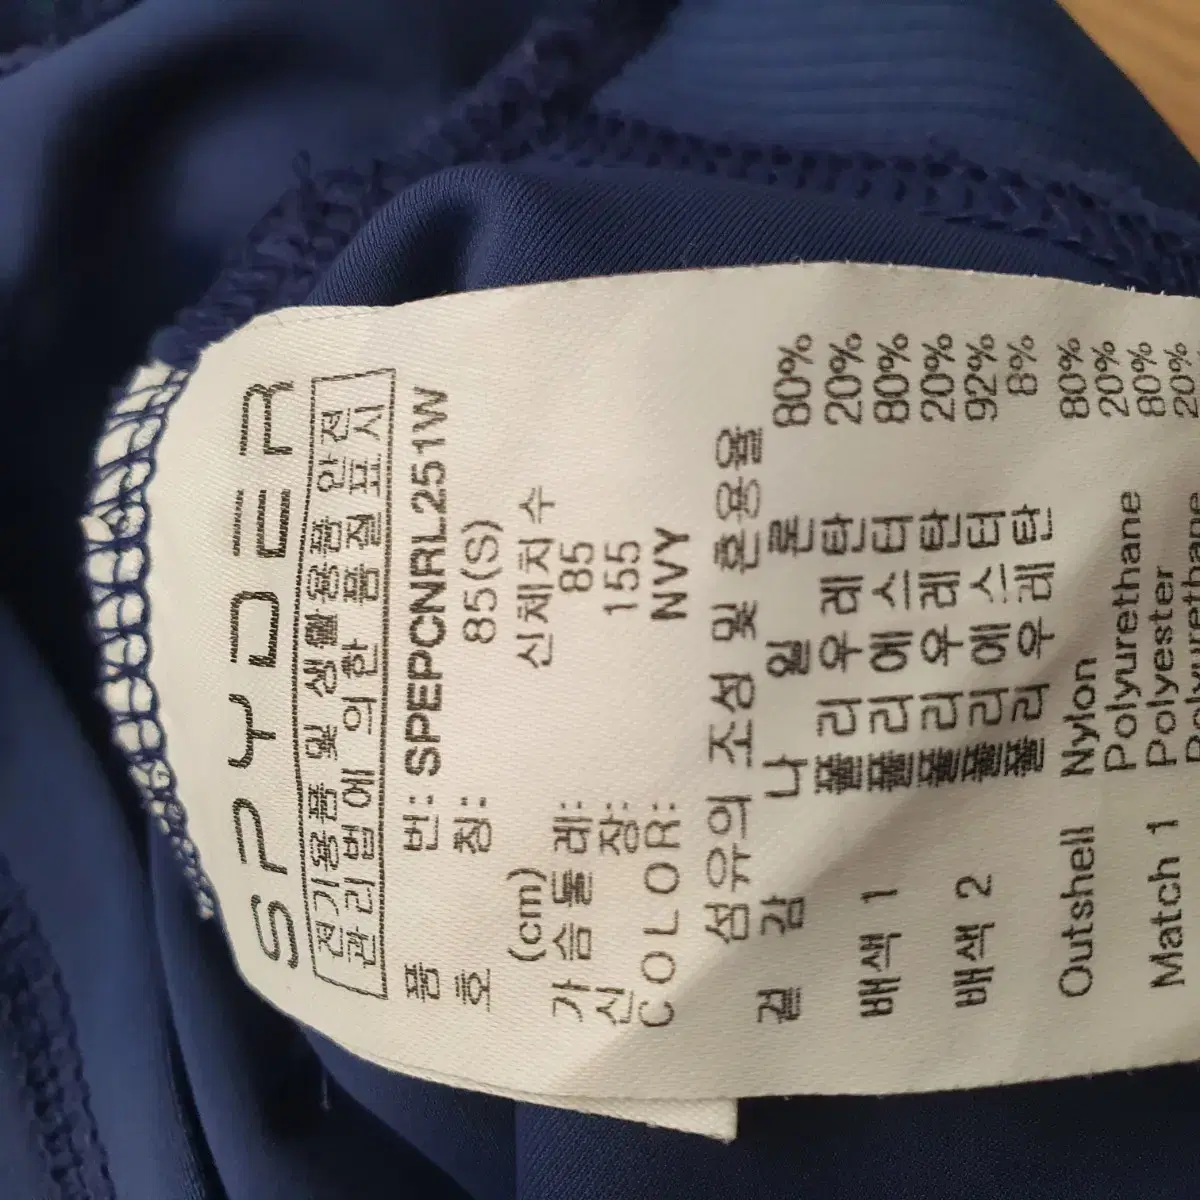 SPYDER
전기용품 및 생활용품 안전
관리법에 의한 품질표시
품 번: SPEPCNRL251W
호 칭: 85(S)
(cm) 신체치수
가슴둘레: 85
신 장: 155
COLOR: NVY
섬유의 조성 및 혼용율
겉 감 나 일 론 80%
폴리우레탄 20%
배색 1 폴리에스터 80%
폴리우레탄 20%
배색 2 폴리에스터 92%
폴리우레탄 8%
Outshell Nylon 80%
Polyurethane 20%
Match 1 Polyester 80%
Polyurethane 20%